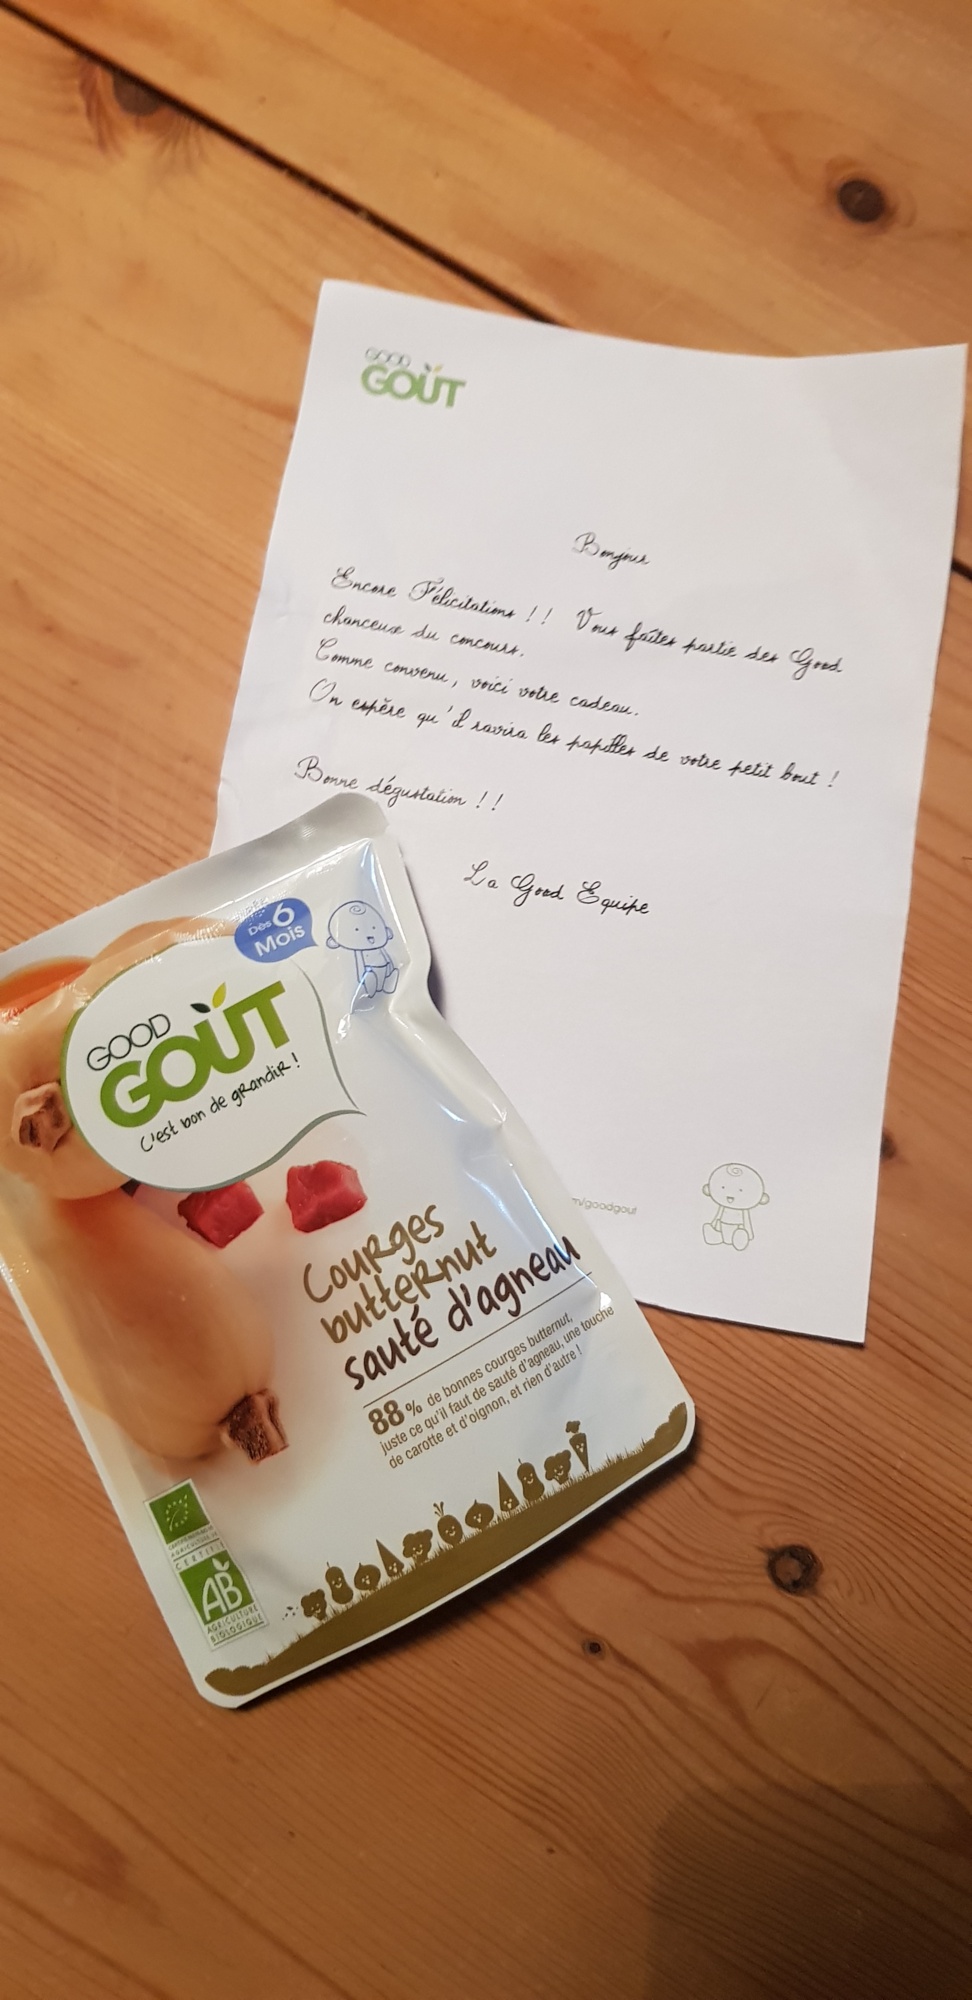 GOOD
GOÛT
Bonjour
Encore Félicitations !! Vous faîtes partie des Good
chanceux du concours.
Comme convenu, voici votre cadeau.
On espère qu'il ravira les papilles de votre petit bout !
Bonne dégustation !!
La Good Equipe
m/goodgout
Dès 6
Mois
GOOD
GOÛT
C'est bon de grandir !
Courges
butternut
sauté d'agneau
88% de bonnes courges butternut,
juste ce qu'il faut de sauté d'agneau, une touche
de carotte et d'oignon, et rien d'autre !
CERTIFIÉ
AB
AGRICULTURE
BIOLOGIQUE